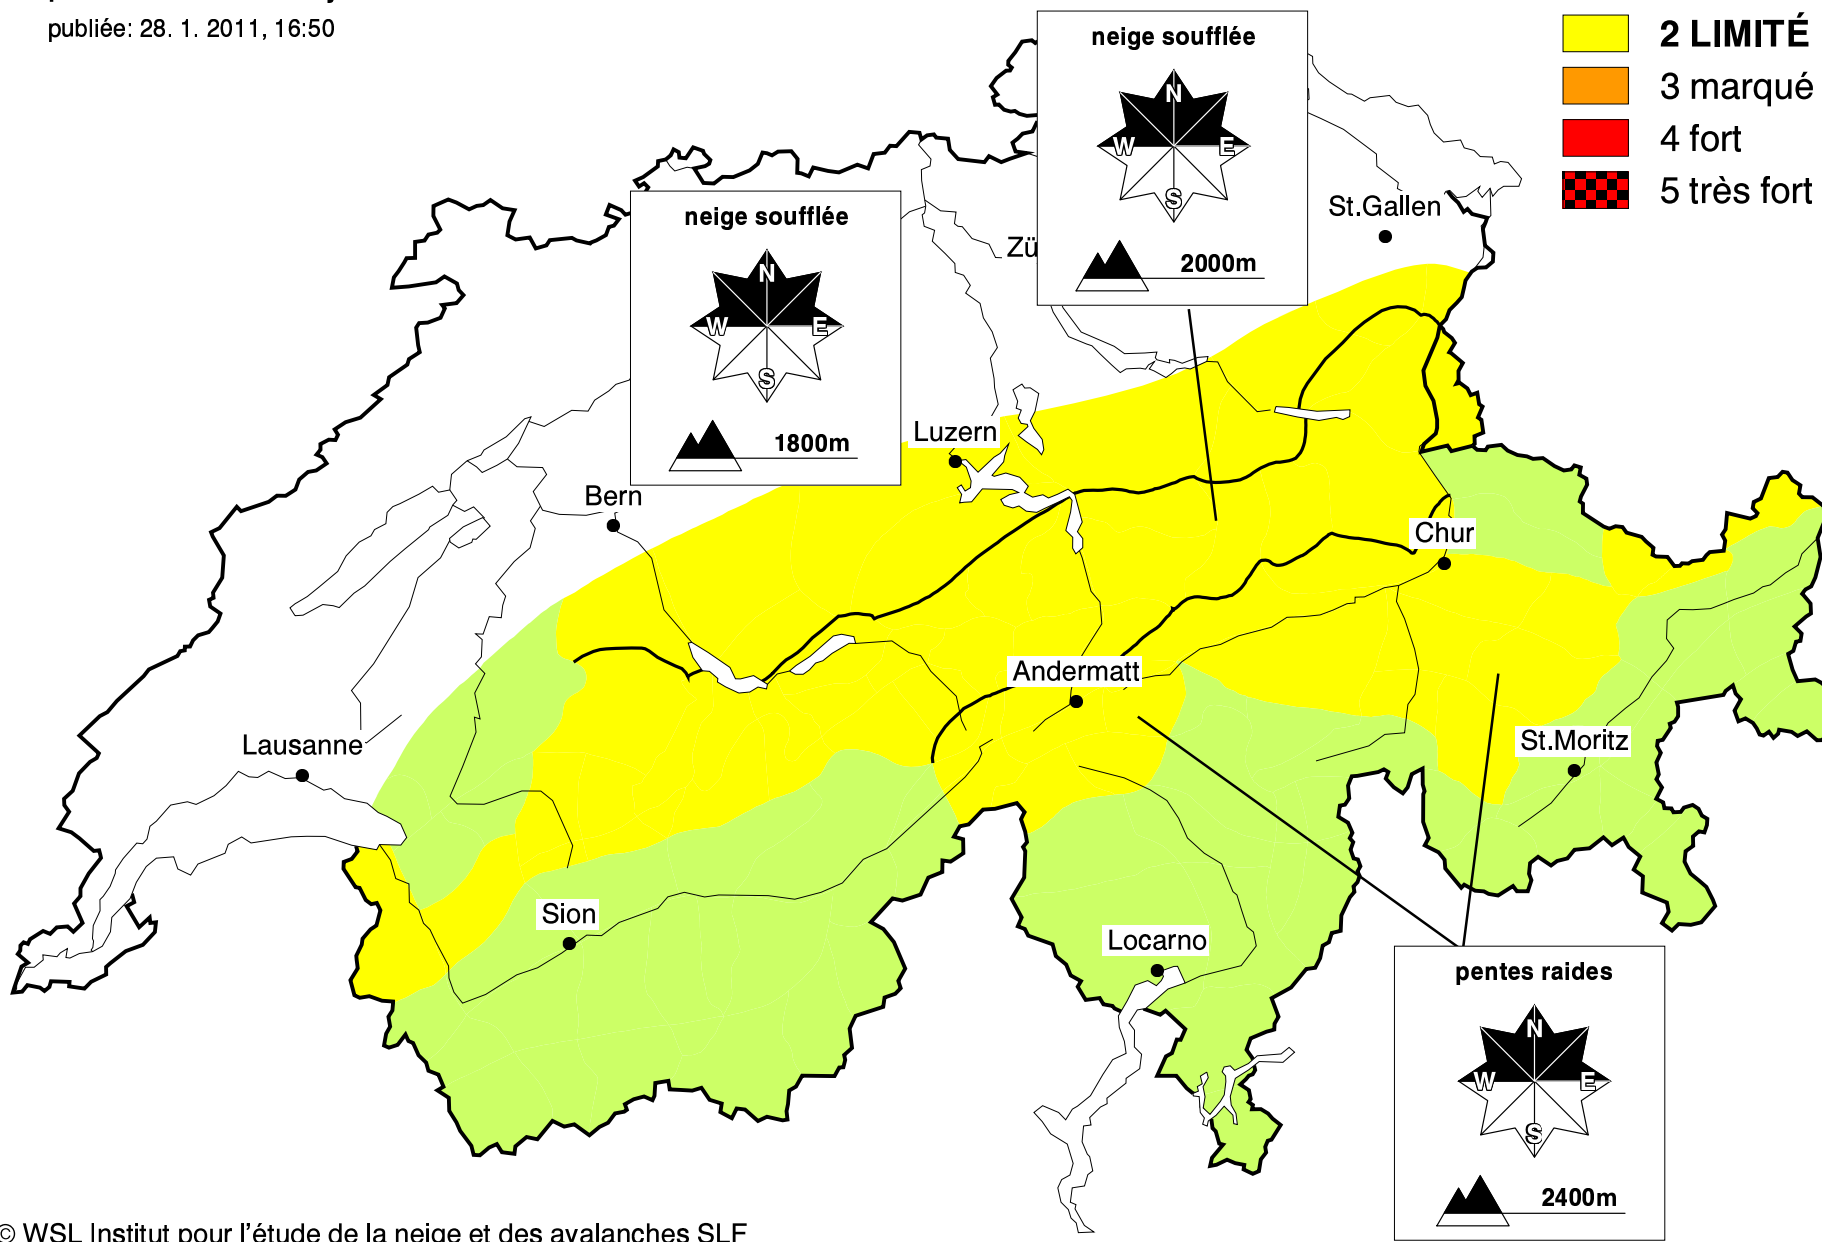 publiée: 28. 1. 2011, 16:50
2 LIMITÉ
3 marqué
4 fort
5 très fort
neige soufflée
N
W E
S
2000m
neige soufflée
N
W E
S
1800m
St.Gallen
Zü
Luzern
Bern
Chur
Andermatt
Lausanne
St.Moritz
Sion
Locarno
pentes raides
N
W E
S
2400m
© WSL Institut pour l'étude de la neige et des avalanches SLF